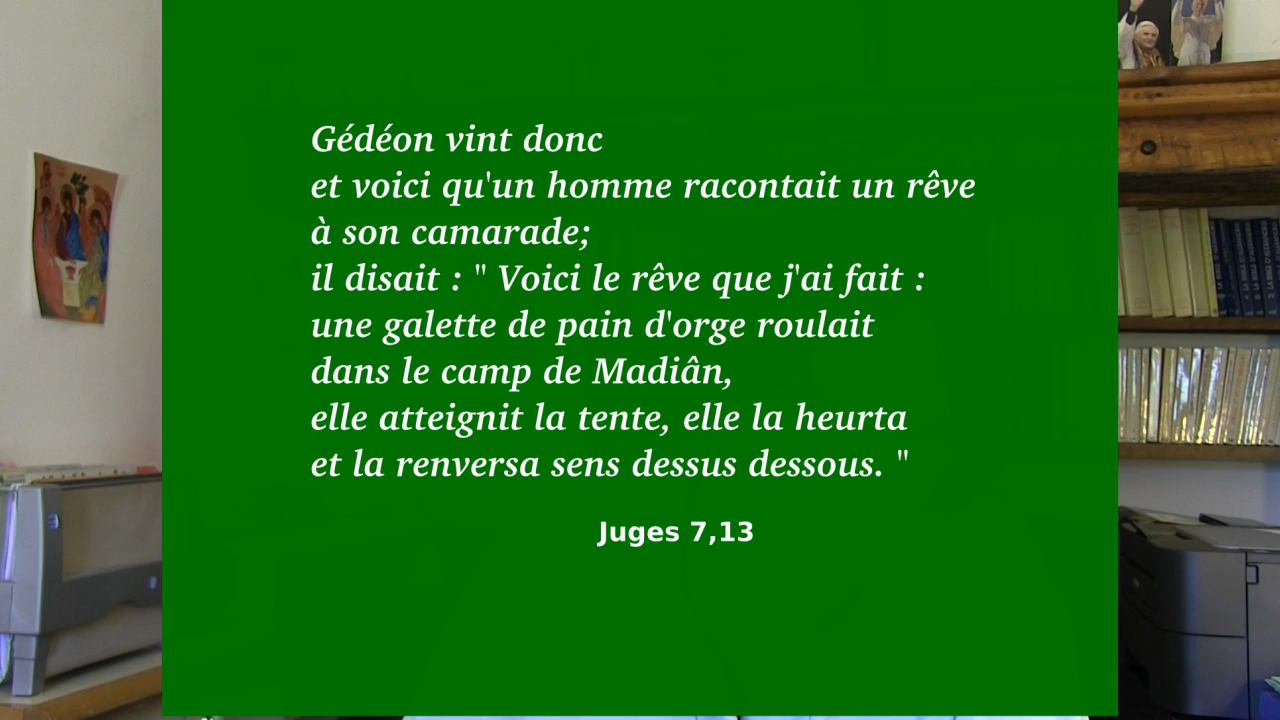 Gédéon vint donc
et voici qu'un homme racontait un rêve
à son camarade;
il disait : " Voici le rêve que j'ai fait :
une galette de pain d'orge roulait
dans le camp de Madiân,
elle atteignit la tente, elle la heurta
et la renversa sens dessus dessous. "
Juges 7,13